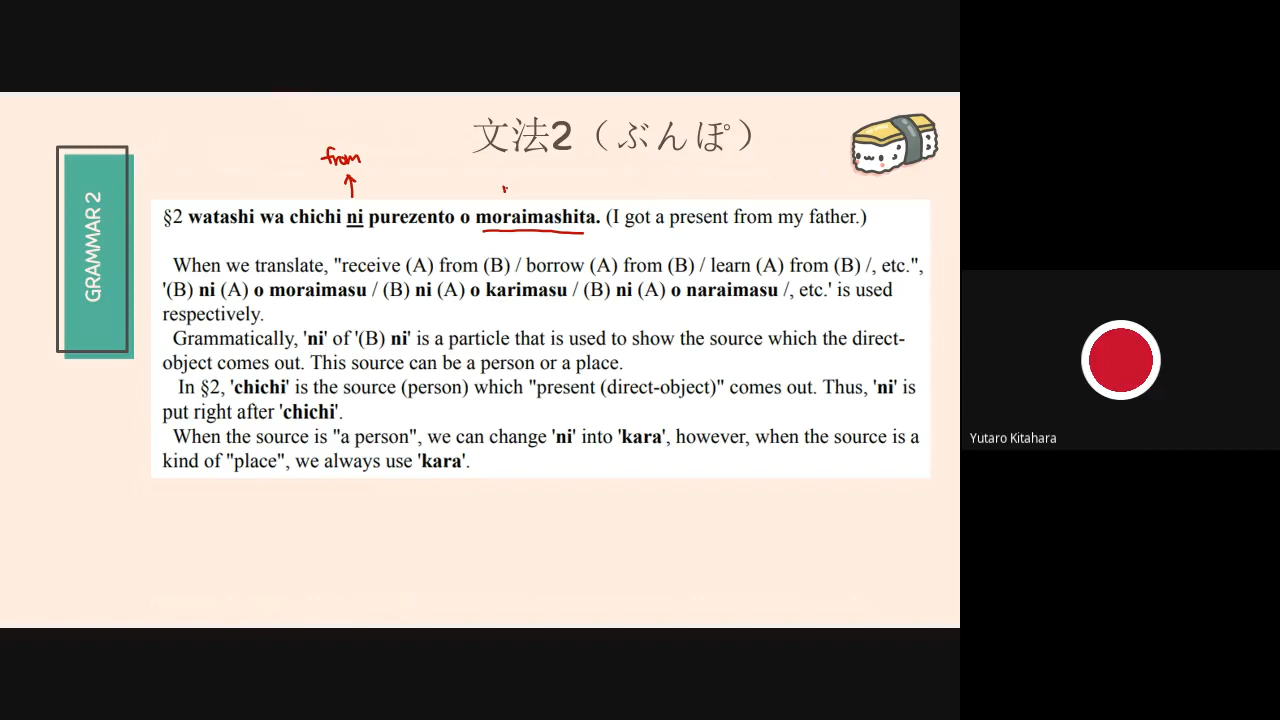 文法2（ぶんぽ）
from
GRAMMAR 2
§2 watashi wa chichi ni purezento o moraimashita. (I got a present from my father.)
When we translate, "receive (A) from (B) / borrow (A) from (B) / learn (A) from (B) /, etc.",
'(B) ni (A) o moraimasu / (B) ni (A) o karimasu / (B) ni (A) o naraimasu /, etc.' is used
respectively.
Grammatically, 'ni' of '(B) ni' is a particle that is used to show the source which the direct-
object comes out. This source can be a person or a place.
In §2, 'chichi' is the source (person) which "present (direct-object)" comes out. Thus, 'ni' is
put right after 'chichi'.
When the source is "a person", we can change 'ni' into 'kara', however, when the source is a
kind of "place", we always use 'kara'.
Yutaro Kitahara